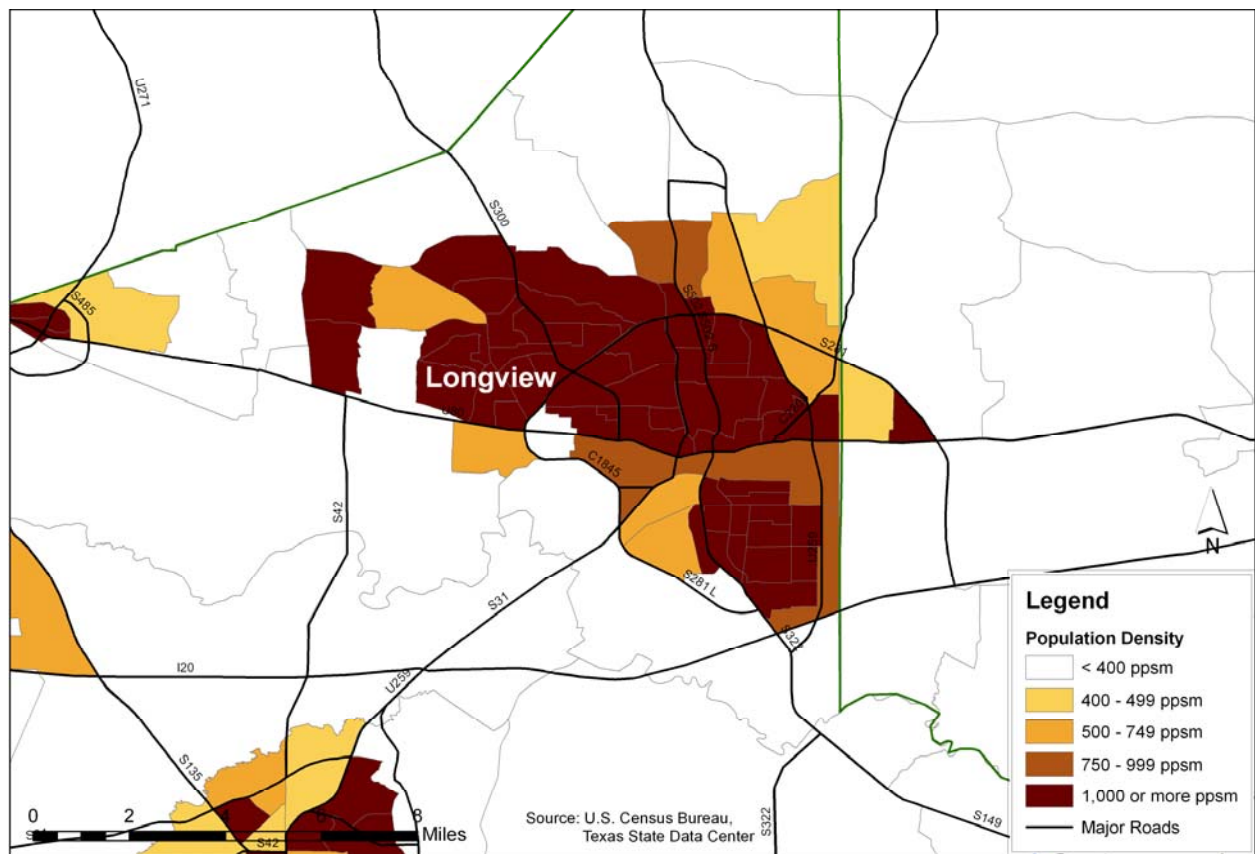 U271
S300
S485
S281
Longview
C1845
S42
S281 L
S31
I20
U259
S135
S322
S149
S42
N
Legend
Population Density
< 400 ppsm
400 - 499 ppsm
500 - 749 ppsm
750 - 999 ppsm
1,000 or more ppsm
Major Roads
0 2 4 6 8
Miles
Source: U.S. Census Bureau,
Texas State Data Center